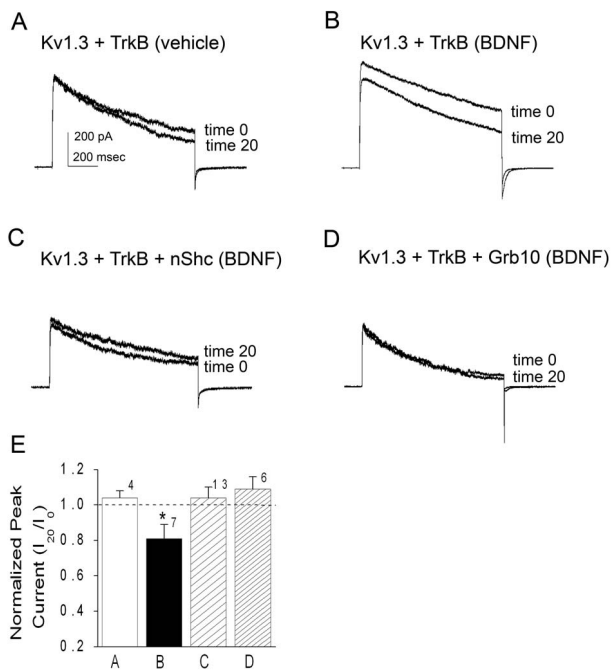 A
Kv1.3 + TrkB (vehicle)
time 0
time 20
200 pA
200 msec
B
Kv1.3 + TrkB (BDNF)
time 0
time 20
C
Kv1.3 + TrkB + nShc (BDNF)
time 20
time 0
D
Kv1.3 + TrkB + Grb10 (BDNF)
time 0
time 20
E
Normalized Peak
Current (I20/I0)
1.2
1.0
0.8
0.6
0.4
0.2
4
* 7
13
6
A B C D